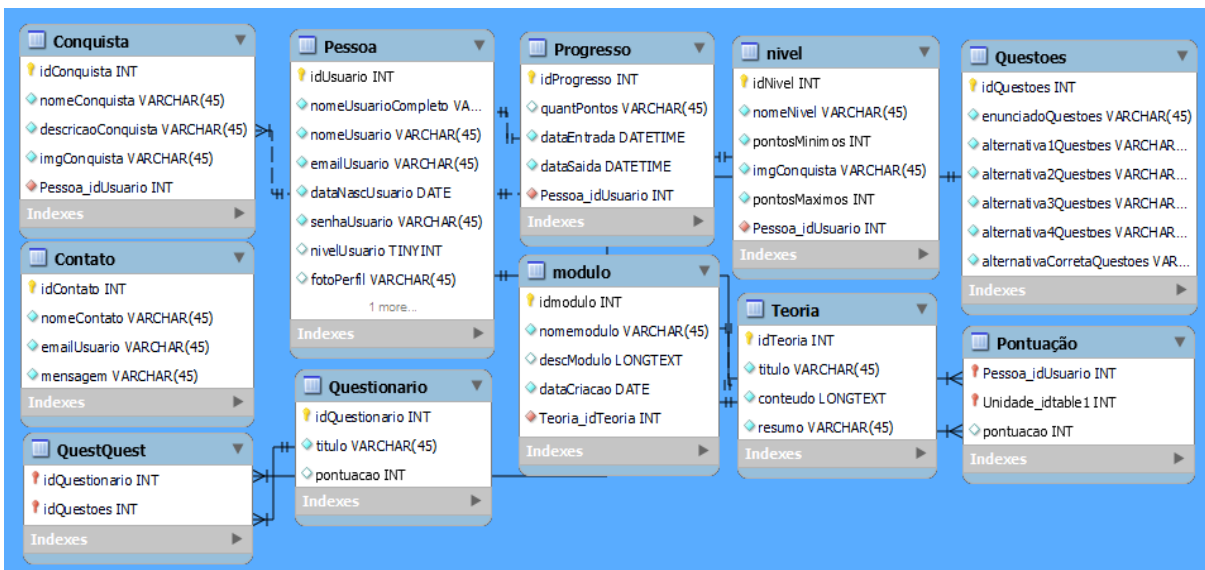 Conquista
idConquista INT
nomeConquista VARCHAR(45)
descricaoConquista VARCHAR(45)
imgConquista VARCHAR(45)
Pessoa_idUsuario INT
Indexes
Contato
idContato INT
nomeContato VARCHAR(45)
emailUsuario VARCHAR(45)
mensagem VARCHAR(45)
Indexes
QuestQuest
idQuestionario INT
idQuestoes INT
Indexes
Pessoa
idUsuario INT
nomeUsuarioCompleto VA...
nomeUsuario VARCHAR(45)
emailUsuario VARCHAR(45)
dataNascUsuario DATE
senhaUsuario VARCHAR(45)
nivelUsuario TINYINT
fotoPerfil VARCHAR(45)
1 more...
Indexes
Questionario
idQuestionario INT
titulo VARCHAR(45)
pontuacao INT
Indexes
Progresso
idProgresso INT
quantPontos VARCHAR(45)
dataEntrada DATETIME
dataSaida DATETIME
Pessoa_idUsuario INT
Indexes
modulo
idmodulo INT
nomemodulo VARCHAR(45)
descModulo LONGTEXT
dataCriacao DATE
Teoria_idTeoria INT
Indexes
nivel
idNivel INT
nomeNivel VARCHAR(45)
pontosMinimos INT
imgConquista VARCHAR(45)
pontosMaximos INT
Pessoa_idUsuario INT
Indexes
Teoria
idTeoria INT
titulo VARCHAR(45)
conteudo LONGTEXT
resumo VARCHAR(45)
Indexes
Questoes
idQuestoes INT
enunciadoQuestoes VARCHAR(45)
alternativa1Questoes VARCHAR...
alternativa2Questoes VARCHAR...
alternativa3Questoes VARCHAR...
alternativa4Questoes VARCHAR...
alternativaCorretaQuestoes VAR...
Indexes
Pontuação
Pessoa_idUsuario INT
Unidade_idtable1 INT
pontuacao INT
Indexes